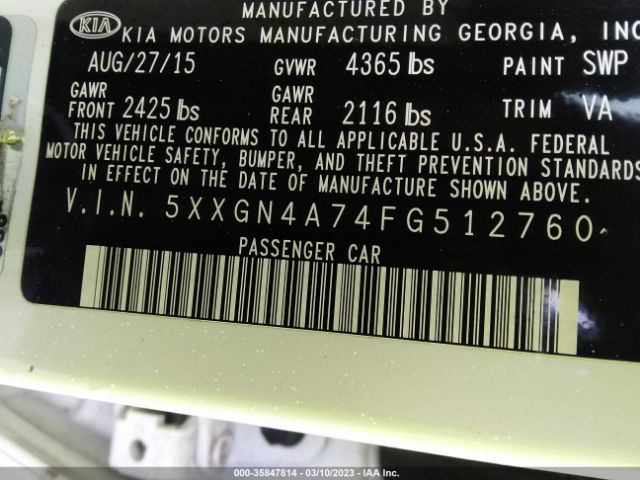 MANUFACTURED BY
KIA KIA MOTORS MANUFACTURING GEORGIA, INC
AUG/27/15 GVWR 4365 lbs PAINT SWP
GAWR FRONT 2425 lbs GAWR REAR 2116 lbs TRIM VA
THIS VEHICLE CONFORMS TO ALL APPLICABLE U.S.A. FEDERAL
MOTOR VEHICLE SAFETY, BUMPER, AND THEFT PREVENTION STANDARDS
IN EFFECT ON THE DATE OF MANUFACTURE SHOWN ABOVE.
V.I.N. 5XXGN4A74FG512760
PASSENGER CAR
000-35847814 - 03/10/2023 - IAA Inc.